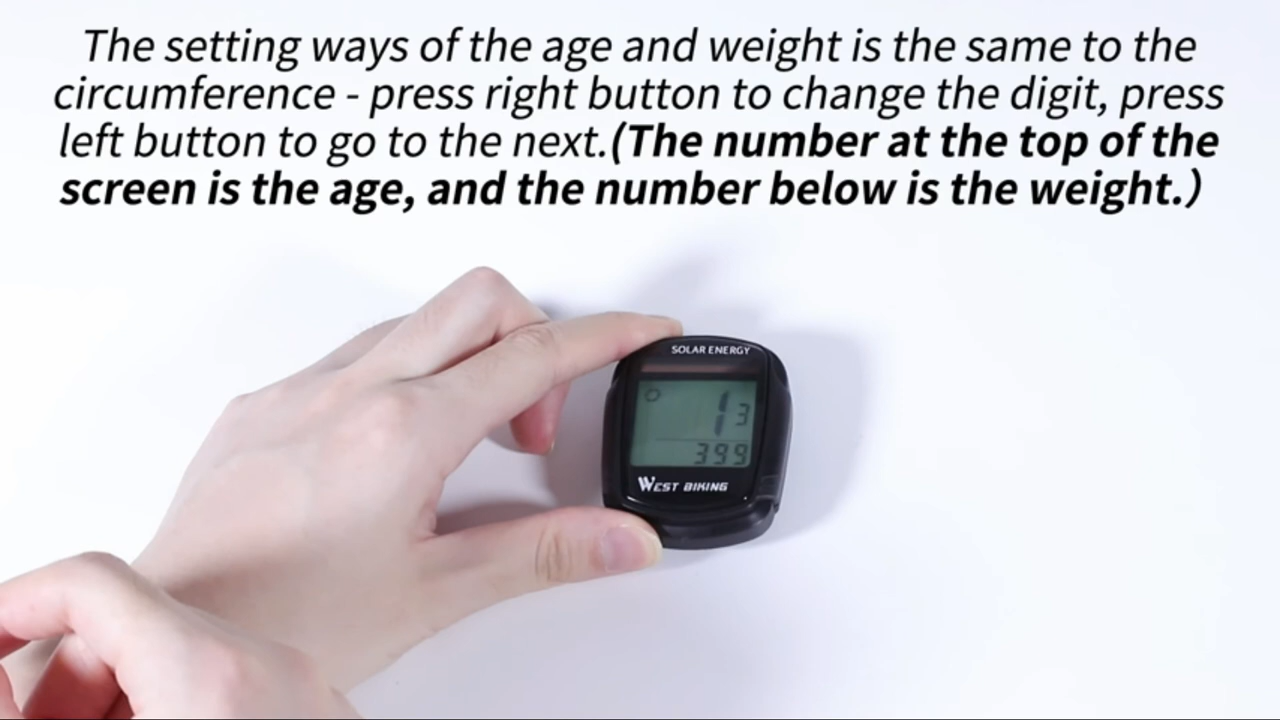 The setting ways of the age and weight is the same to the
circumference - press right button to change the digit, press
left button to go to the next.(The number at the top of the
screen is the age, and the number below is the weight.)
SOLAR ENERGY
13
399
WEST BIKING